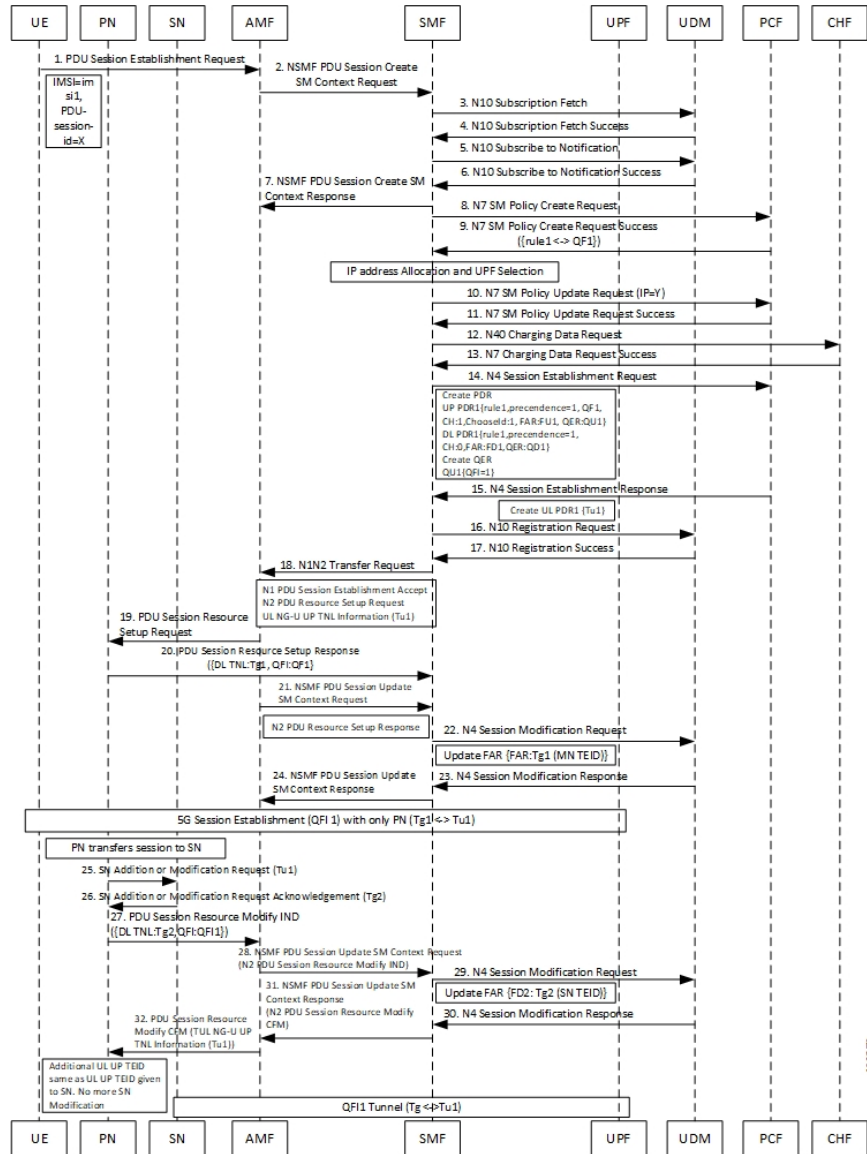 UE PN SN AMF SMF UPF UDM PCF CHF
1. PDU Session Establishment Request
IMSI=im
si1,
PDU-
session-
id=X
2. NSMF PDU Session Create
SM Context Request
3. N10 Subscription Fetch
4. N10 Subscription Fetch Success
5. N10 Subscribe to Notification
6. N10 Subscribe to Notification Success
7. NSMF PDU Session Create SM
Context Response
8. N7 SM Policy Create Request
9. N7 SM Policy Create Request Success
({rule1 <-> QF1})
IP address Allocation and UPF Selection
10. N7 SM Policy Update Request (IP=Y)
11. N7 SM Policy Update Request Success
12. N40 Charging Data Request
13. N7 Charging Data Request Success
14. N4 Session Establishment Request
Create PDR
UP PDR1{rule1,precendence=1, QF1,
CH:1,ChooseId:1, FAR:FU1, QER:QU1}
DL PDR1{rule1,precendence=1,
CH:0,FAR:FD1,QER:QD1}
Create QER
QU1{QFI=1}
15. N4 Session Establishment Response
Create UL PDR1 {Tu1}
16. N10 Registration Request
17. N10 Registration Success
18. N1N2 Transfer Request
N1 PDU Session Establishment Accept
N2 PDU Resource Setup Request
UL NG-U UP TNL Information (Tu1)
19. PDU Session Resource
Setup Request
20. PDU Session Resource Setup Response
({DL TNL:Tg1, QFI:QF1}
21. NSMF PDU Session Update
SM Context Request
N2 PDU Resource Setup Response
22. N4 Session Modification Request
Update FAR {FAR:Tg1 (MN TEID)}
23. N4 Session Modification Response
24. NSMF PDU Session Update
SM Context Response
5G Session Establishment (QFI 1) with only PN (Tg1 <-> Tu1)
PN transfers session to SN
25. SN Addition or Modification Request (Tu1)
26. SN Addition or Modification Request Acknowledgement (Tg2)
27. PDU Session Resource Modify IND
({DL TNL:Tg2,QFI:QFI1})
28. NSMF PDU Session Update SM Context Request
(N2 PDU Session Resource Modify IND)
29. N4 Session Modification Request
Update FAR {FD2: Tg2 (SN TEID)}
30. N4 Session Modification Response
31. NSMF PDU Session Update SM
Context Response
(N2 PDU Session Resource Modify
CFM)
32. PDU Session Resource
Modify CFM (TUL NG-U UP
TNL Information (Tu1))
Additional UL UP TEID
same as UL UP TEID given
to SN. No more SN
Modification
QFI1 Tunnel (Tg <->Tu1)
UE PN SN AMF SMF UPF UDM PCF CHF